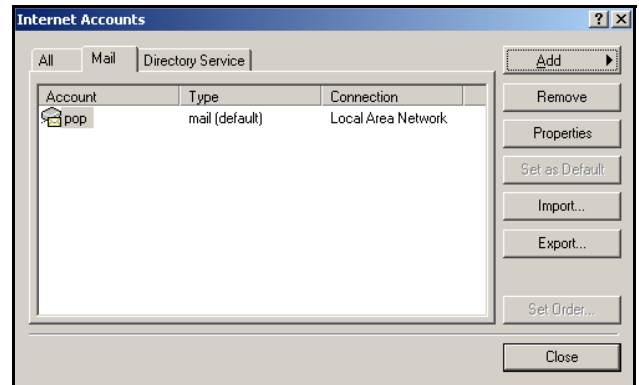 Internet Accounts
All Mail Directory Service
Add
Account Type Connection
Remove
pop mail (default) Local Area Network
Properties
Set as Default
Import...
Export...
Set Order...
Close